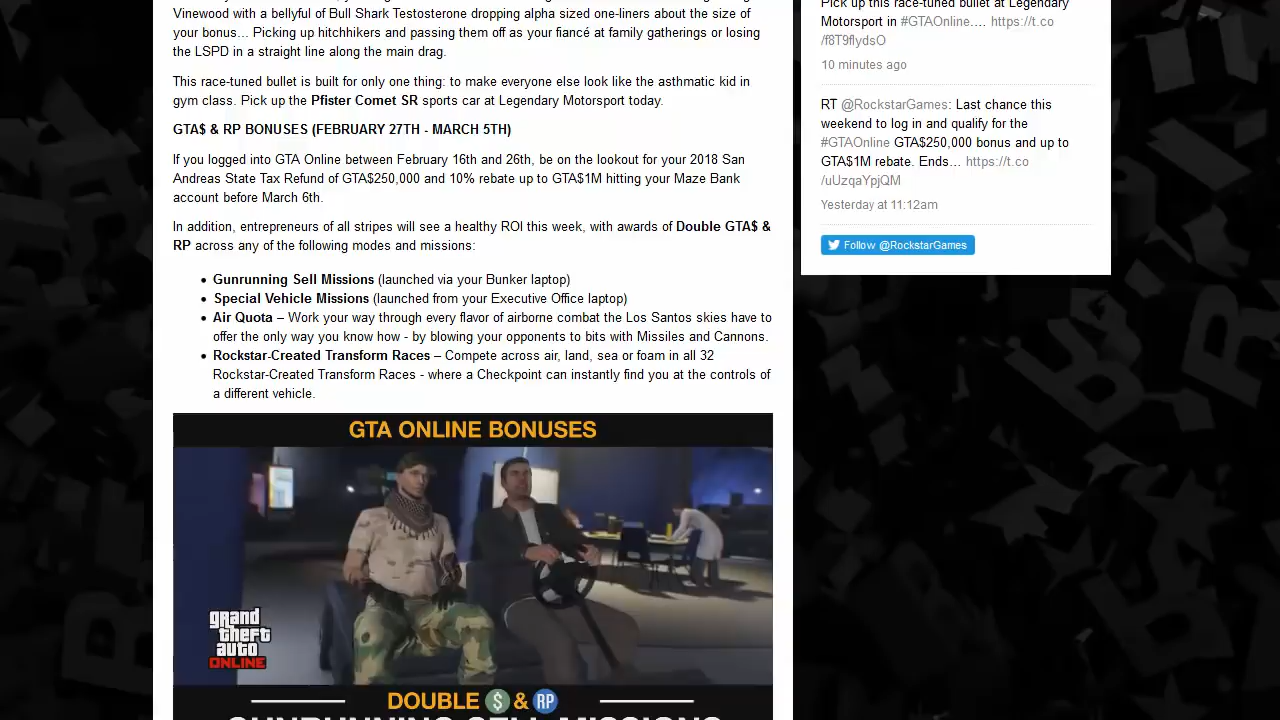 Vinewood with a bellyful of Bull Shark Testosterone dropping alpha sized one-liners about the size of
your bonus... Picking up hitchhikers and passing them off as your fiancé at family gatherings or losing
the LSPD in a straight line along the main drag.
This race-tuned bullet is built for only one thing: to make everyone else look like the asthmatic kid in
gym class. Pick up the Pfister Comet SR sports car at Legendary Motorsport today.
GTA$ & RP BONUSES (FEBRUARY 27TH - MARCH 5TH)
If you logged into GTA Online between February 16th and 26th, be on the lookout for your 2018 San
Andreas State Tax Refund of GTA$250,000 and 10% rebate up to GTA$1M hitting your Maze Bank
account before March 6th.
In addition, entrepreneurs of all stripes will see a healthy ROI this week, with awards of Double GTA$ &
RP across any of the following modes and missions:
• Gunrunning Sell Missions (launched via your Bunker laptop)
• Special Vehicle Missions (launched from your Executive Office laptop)
• Air Quota – Work your way through every flavor of airborne combat the Los Santos skies have to
offer the only way you know how - by blowing your opponents to bits with Missiles and Cannons.
• Rockstar-Created Transform Races – Compete across air, land, sea or foam in all 32
Rockstar-Created Transform Races - where a Checkpoint can instantly find you at the controls of
a different vehicle.
GTA ONLINE BONUSES
grand
theft
auto
ONLINE
DOUBLE $ & RP
GUNRUNNING SELL MISSIONS
Pick up this race-tuned bullet at Legendary
Motorsport in #GTAOnline.... https://t.co
/f8T9flydsO
10 minutes ago
RT @RockstarGames: Last chance this
weekend to log in and qualify for the
#GTAOnline GTA$250,000 bonus and up to
GTA$1M rebate. Ends... https://t.co
/uUzqaYpjQM
Yesterday at 11:12am
Follow @RockstarGames